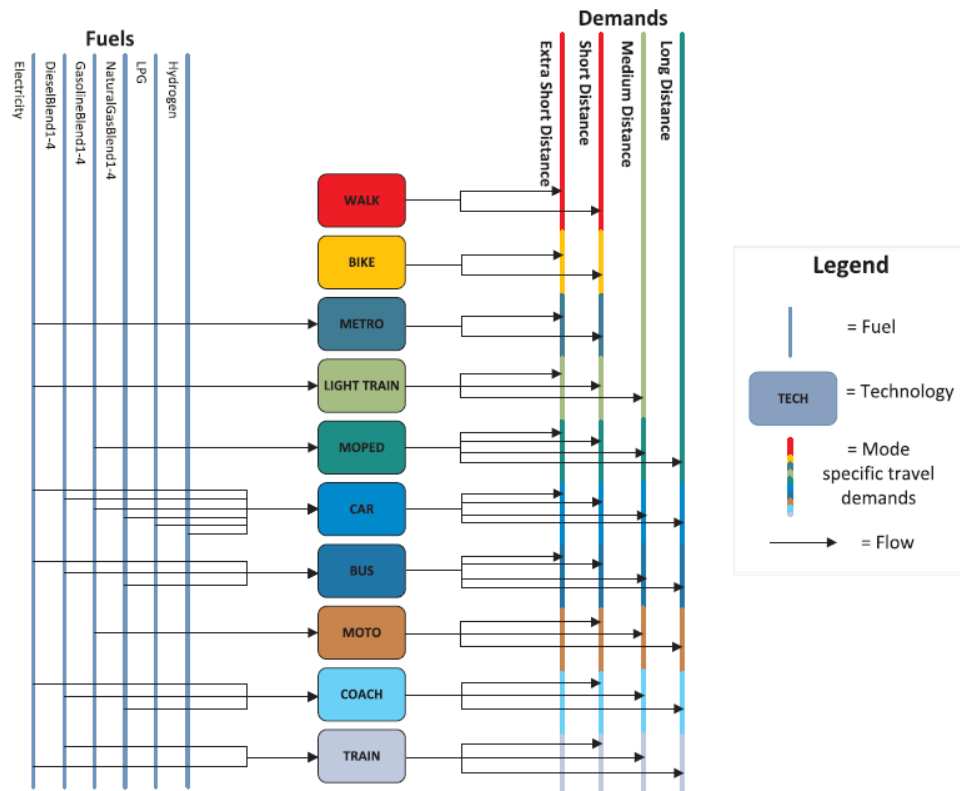 Fuels
Demands
Electricity
DieselBlend1-4
GasolineBlend1-4
NaturalGasBlend1-4
LPG
Hydrogen
Extra Short Distance
Short Distance
Medium Distance
Long Distance
WALK
BIKE
METRO
LIGHT TRAIN
MOPED
CAR
BUS
MOTO
COACH
TRAIN
Legend
= Fuel
TECH
= Technology
= Mode
specific travel
demands
= Flow